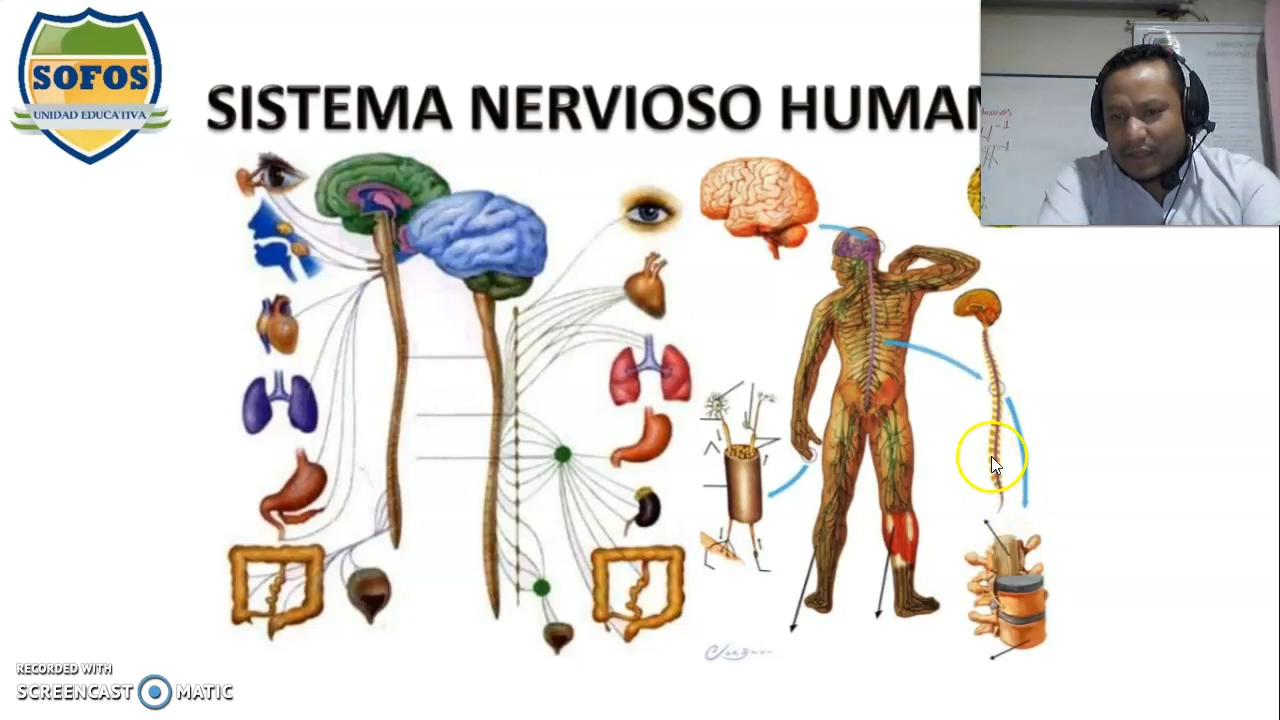 SOFOS
UNIDAD EDUCATIVA
SISTEMA NERVIOSO HUMAN
RECORDED WITH
SCREENCAST MATIC